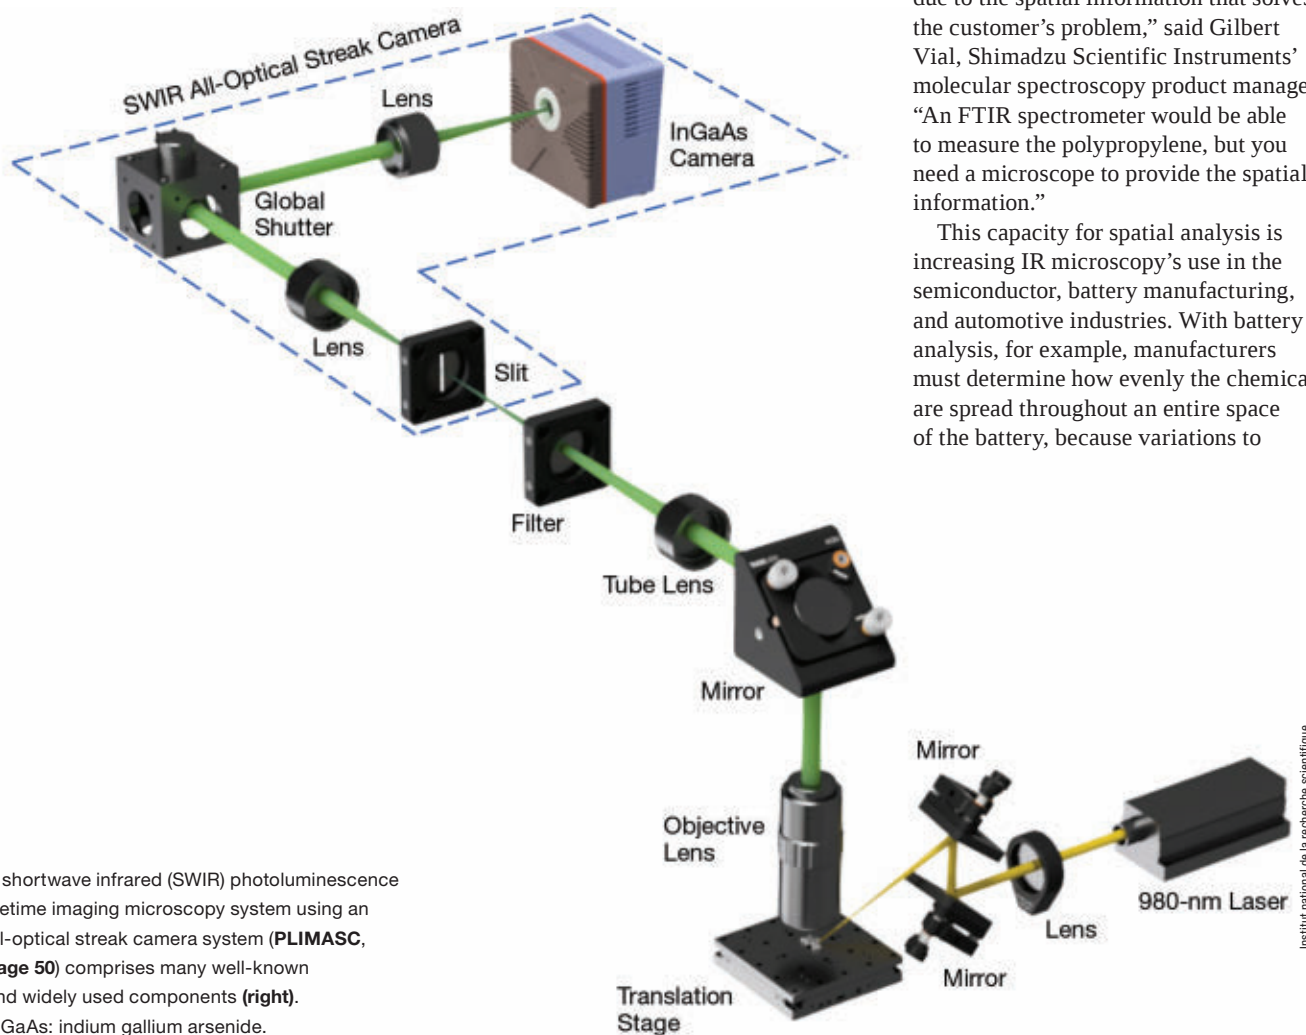 SWIR All-Optical Streak Camera
Lens
InGaAs
Camera
Global
Shutter
Lens
Slit
Filter
Tube Lens
Mirror
Mirror
Objective
Lens
980-nm Laser
Lens
Mirror
Translation
Stage
due to the spatial information that solves
the customer’s problem,” said Gilbert
Vial, Shimadzu Scientific Instruments’
molecular spectroscopy product manage
“An FTIR spectrometer would be able
to measure the polypropylene, but you
need a microscope to provide the spatial
information.”
This capacity for spatial analysis is
increasing IR microscopy’s use in the
semiconductor, battery manufacturing,
and automotive industries. With battery
analysis, for example, manufacturers
must determine how evenly the chemica
are spread throughout an entire space
of the battery, because variations to
shortwave infrared (SWIR) photoluminescence
etime imaging microscopy system using an
l-optical streak camera system (PLIMASC,
age 50) comprises many well-known
nd widely used components (right).
GaAs: indium gallium arsenide.
Institut national de la recherche scientifique